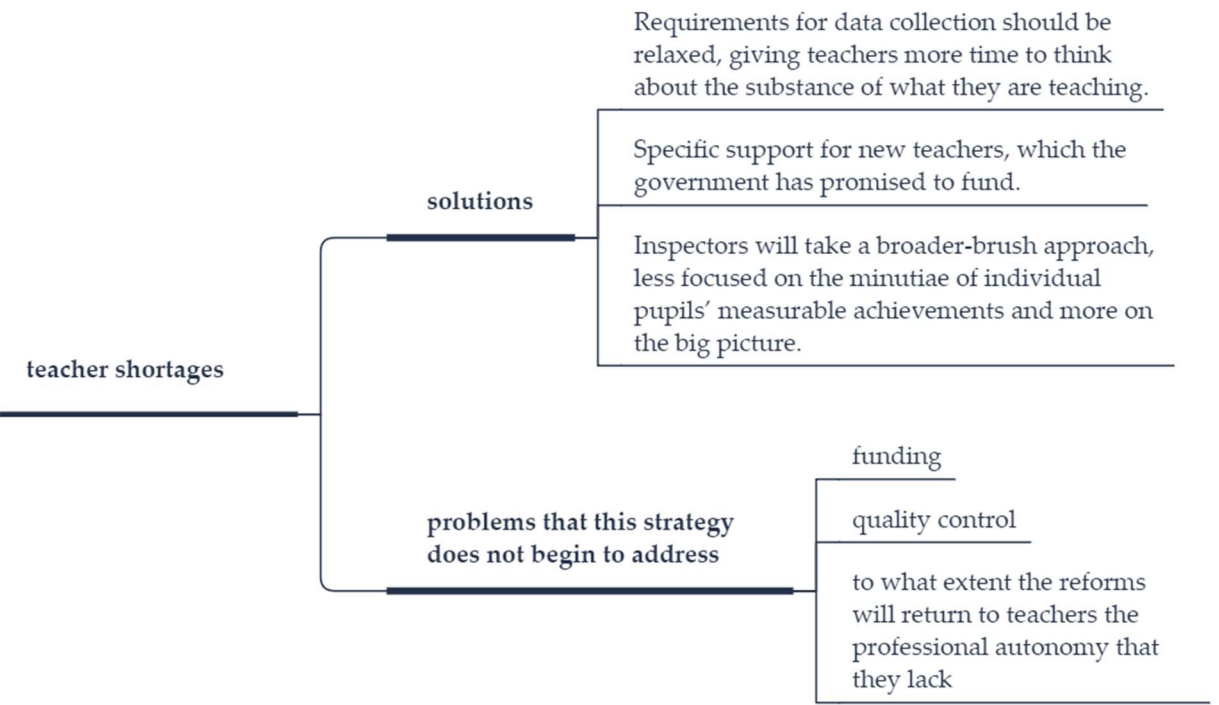 teacher shortages
solutions
Requirements for data collection should be
relaxed, giving teachers more time to think
about the substance of what they are teaching.
Specific support for new teachers, which the
government has promised to fund.
Inspectors will take a broader-brush approach,
less focused on the minutiae of individual
pupils’ measurable achievements and more on
the big picture.
problems that this strategy
does not begin to address
funding
quality control
to what extent the reforms
will return to teachers the
professional autonomy that
they lack